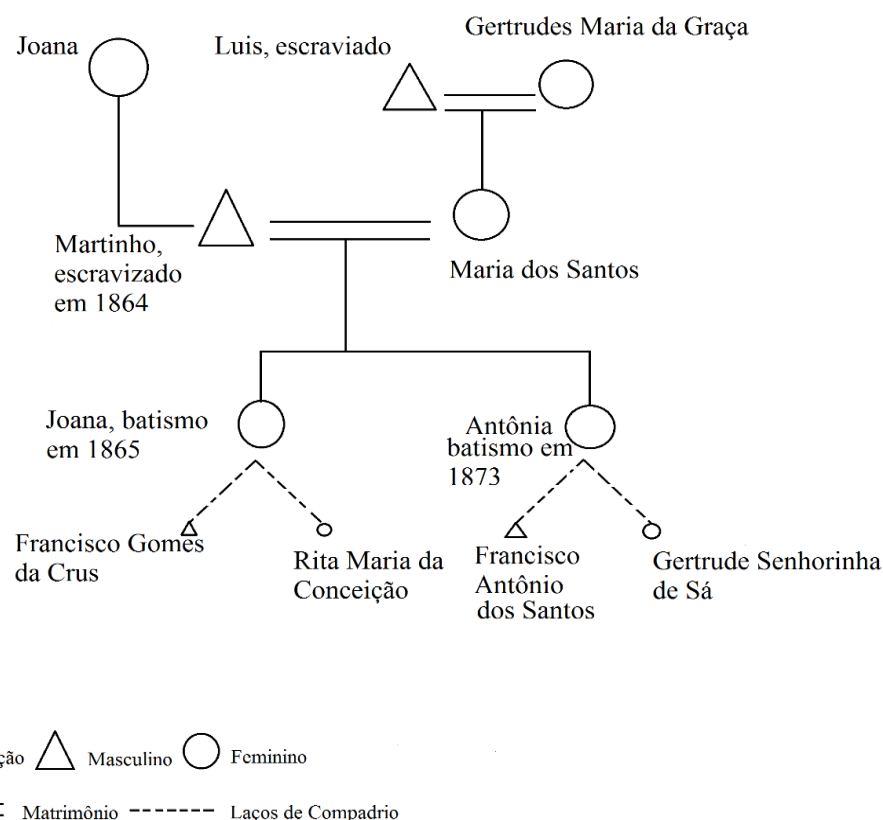 Joana
Luis, escraviado
Gertrudes Maria da Graça
Martinho,
escravizado
em 1864
Maria dos Santos
Joana, batismo
em 1865
Antônia
batismo em
1873
Francisco Gomes
da Crus
Rita Maria da
Conceição
Francisco
Antônio
dos Santos
Gertrude Senhorinha
de Sá
ção Masculino Feminino
Matrimônio Laços de Compadrio